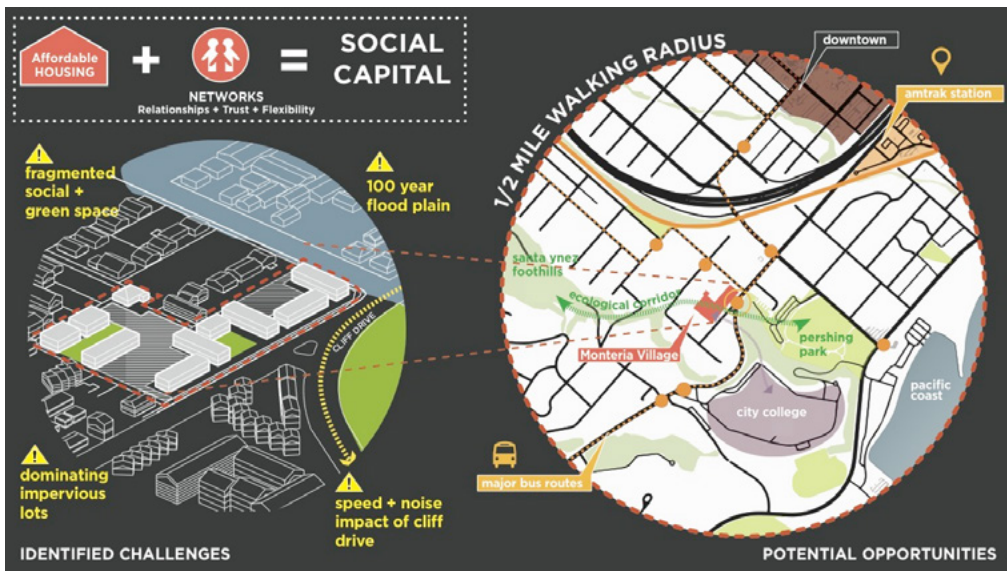 Affordable
HOUSING
+
NETWORKS
Relationships + Trust + Flexibility
=
SOCIAL
CAPITAL
fragmented
social +
green space
100 year
flood plain
CLIFF DRIVE
dominating
impervious
lots
speed + noise
impact of cliff
drive
IDENTIFIED CHALLENGES
1/2 MILE WALKING RADIUS
downtown
amtrak station
santa ynez
foothills
ecological corridor
Monteria Village
pershing
park
pacific
coast
city college
major bus routes
POTENTIAL OPPORTUNITIES